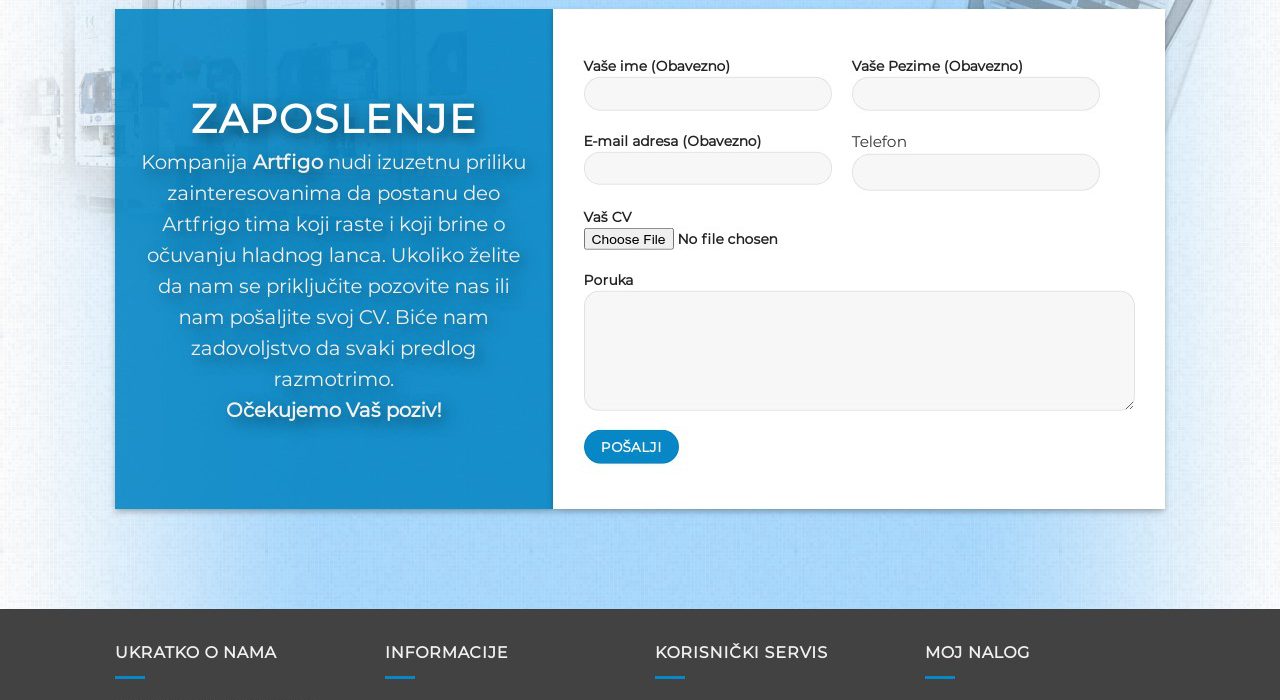 ZAPOSLENJE
Kompanija Artfigo nudi izuzetnu priliku
zainteresovanima da postanu deo
Artfrigo tima koji raste i koji brine o
očuvanju hladnog lanca. Ukoliko želite
da nam se priključite pozovite nas ili
nam pošaljite svoj CV. Biće nam
zadovoljstvo da svaki predlog
razmotrimo.
Očekujemo Vaš poziv!
Vaše ime (Obavezno)
Vaše Pezime (Obavezno)
E-mail adresa (Obavezno)
Telefon
Vaš CV
Choose File No file chosen
Poruka
POŠALJI
UKRATKO O NAMA
INFORMACIJE
KORISNIČKI SERVIS
MOJ NALOG